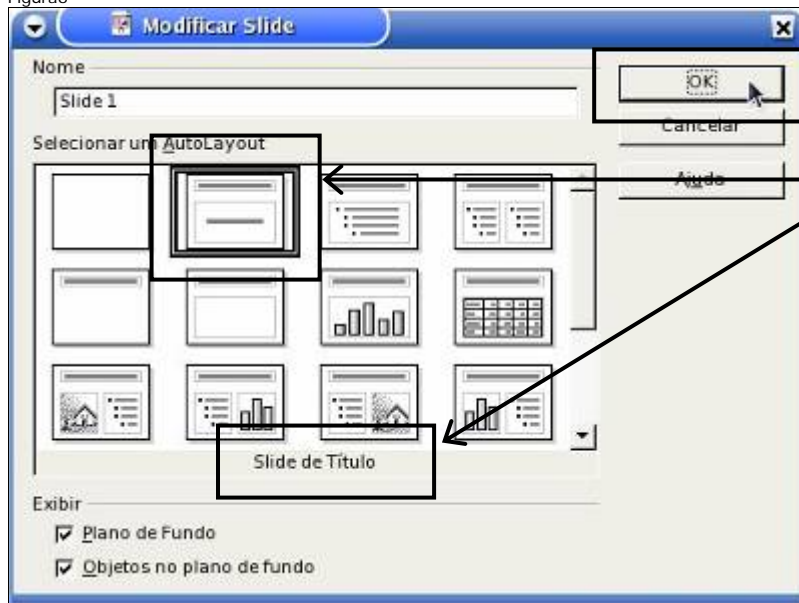 Modificar Slide
Nome
Slide 1
OK
Cancelar
Selecionar um AutoLayout
Ajuda
Slide de Título
Exibir
Plano de Fundo
Objetos no plano de fundo